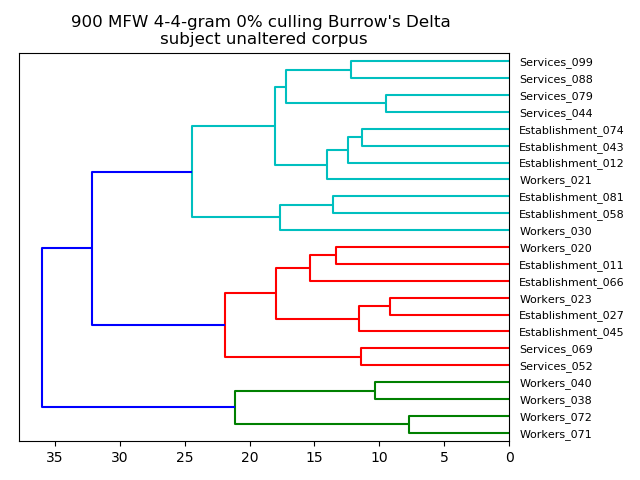 900 MFW 4-4-gram 0% culling Burrow's Delta
subject unaltered corpus
Services_099
Services_088
Services_079
Services_044
Establishment_074
Establishment_043
Establishment_012
Workers_021
Establishment_081
Establishment_058
Workers_030
Workers_020
Establishment_011
Establishment_066
Workers_023
Establishment_027
Establishment_045
Services_069
Services_052
Workers_040
Workers_038
Workers_072
Workers_071
35 30 25 20 15 10 5 0